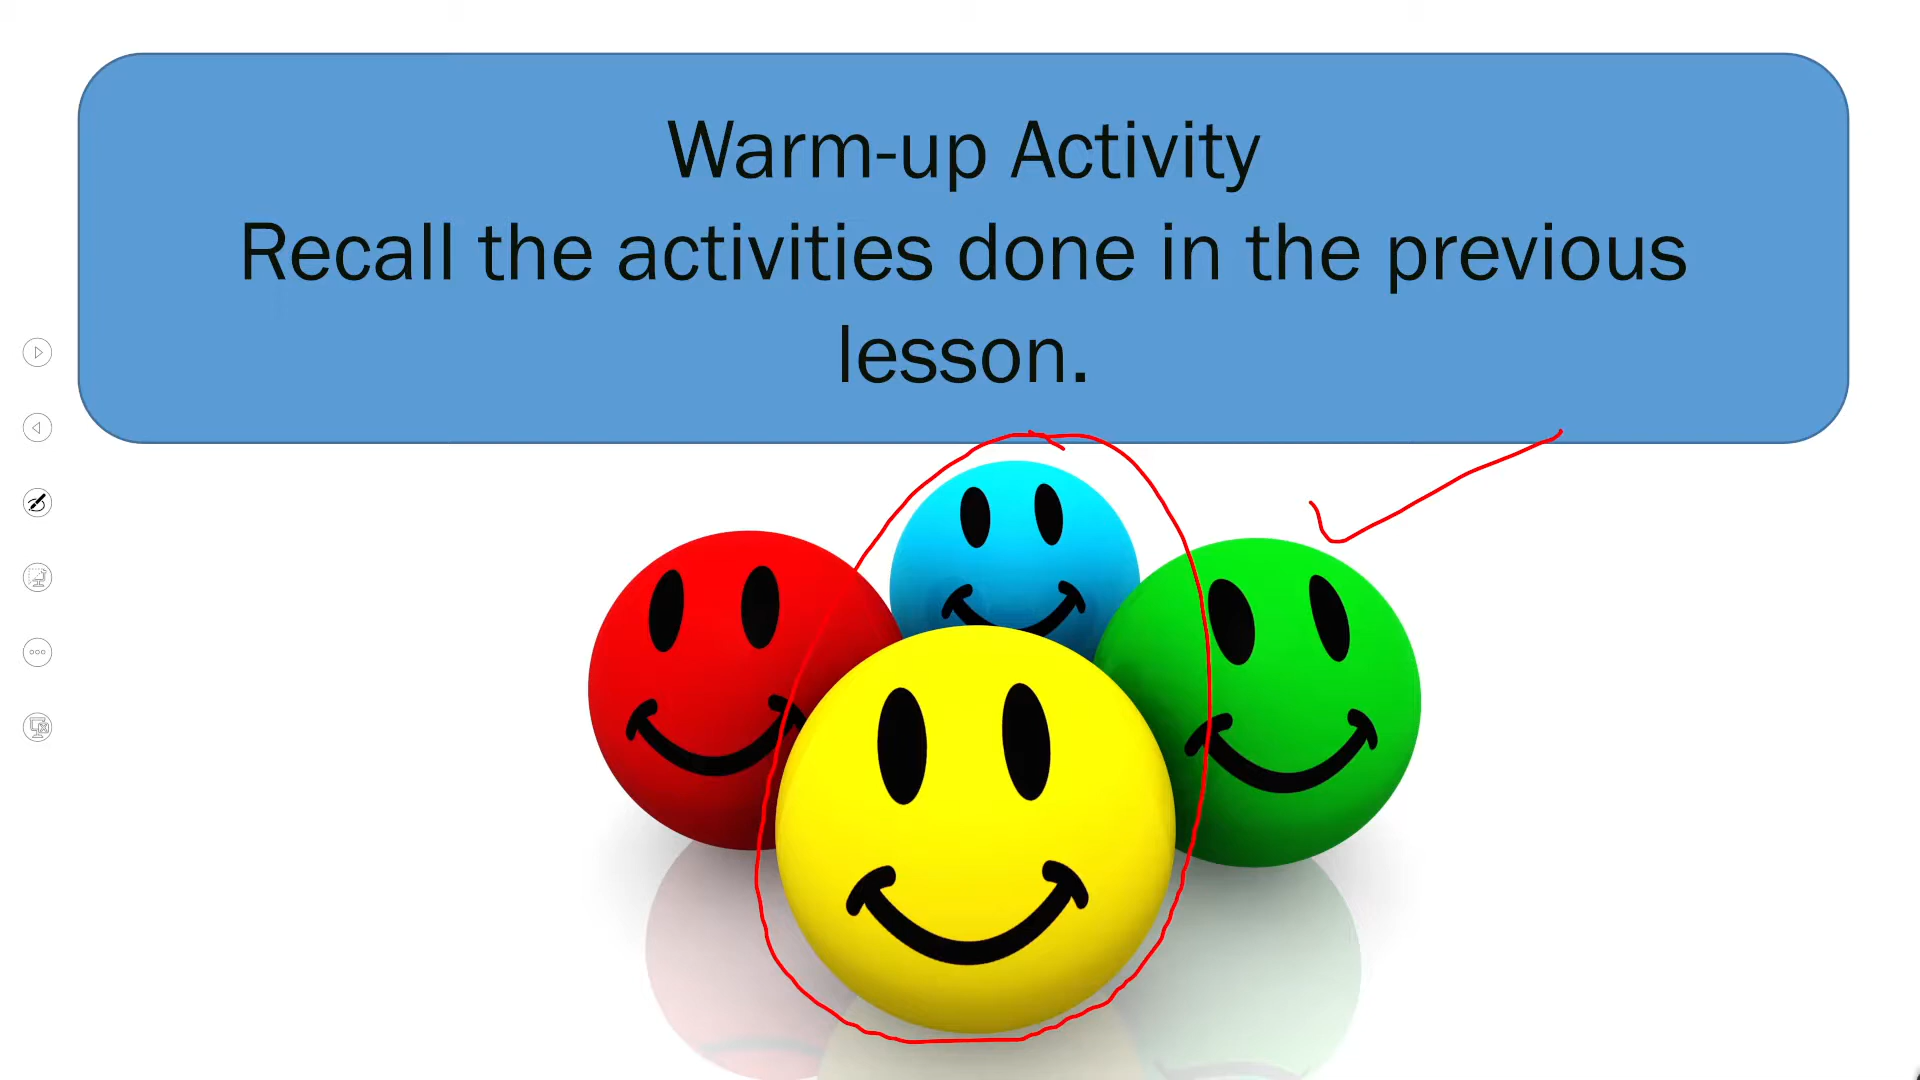 Warm-up Activity
Recall the activities done in the previous
lesson.